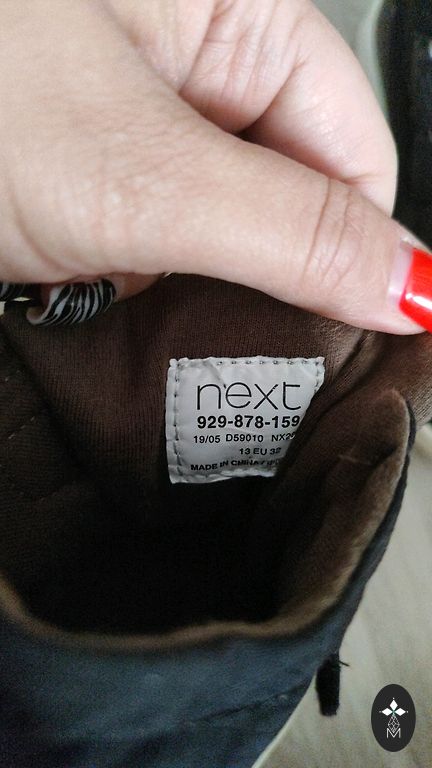 next
929-878-159
19/05 D59010
13 EU 32
MADE IN CHINA
M